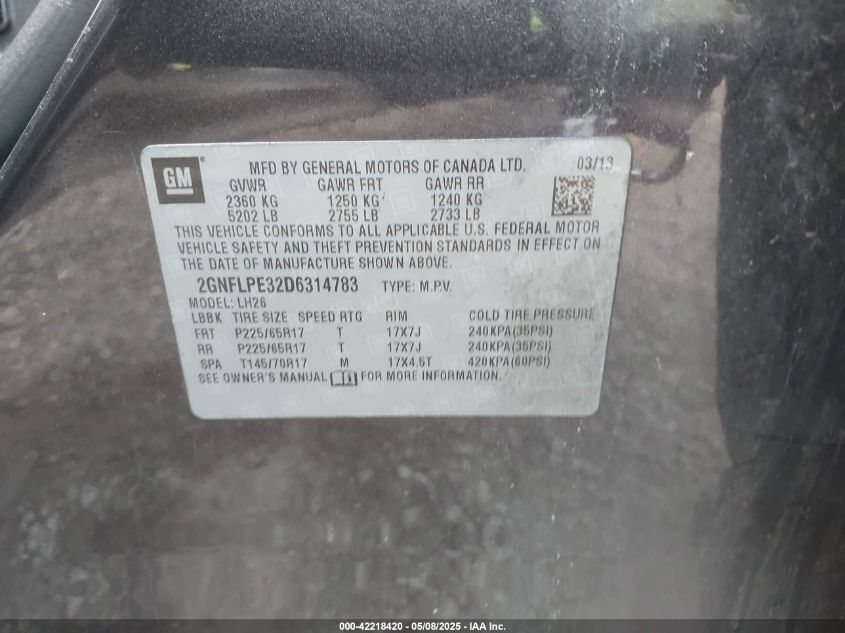 GM
MFD BY GENERAL MOTORS OF CANADA LTD. 03/13
GVWR GAWR FRT GAWR RR
2360 KG 1250 KG 1240 KG
5202 LB 2755 LB 2733 LB
THIS VEHICLE CONFORMS TO ALL APPLICABLE U.S. FEDERAL MOTOR
VEHICLE SAFETY AND THEFT PREVENTION STANDARDS IN EFFECT ON
THE DATE OF MANUFACTURE SHOWN ABOVE.
2GNFLPE32D6314783 TYPE: M.P.V.
MODEL: LH26
LBBK TIRE SIZE SPEED RTG RIM COLD TIRE PRESSURE
FRT P225/65R17 T 17X7J 240KPA(35PSI)
RR P225/65R17 T 17X7J 240KPA(35PSI)
SPA T145/70R17 M 17X4.5T 420KPA(60PSI)
SEE OWNER'S MANUAL FOR MORE INFORMATION.
000-42218420 - 05/08/2025 - IAA Inc.